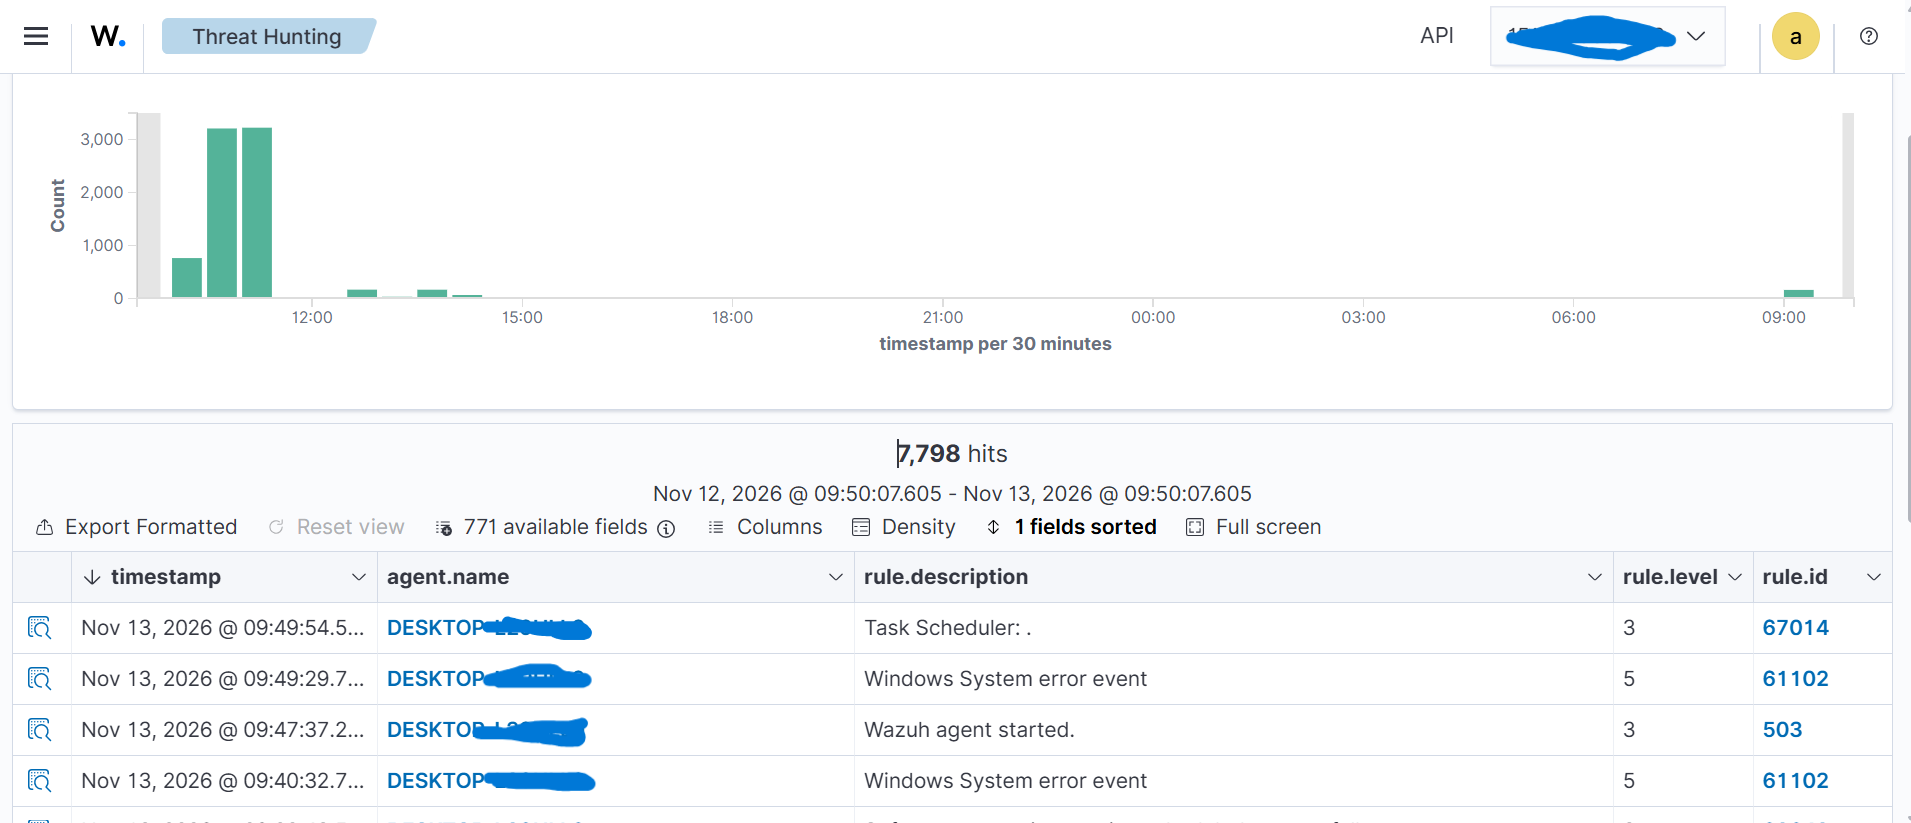 W. Threat Hunting API a
3,000
2,000
1,000
0
Count
12:00 15:00 18:00 21:00 00:00 03:00 06:00 09:00
timestamp per 30 minutes
7,798 hits
Nov 12, 2026 @ 09:50:07.605 - Nov 13, 2026 @ 09:50:07.605
Export Formatted Reset view 771 available fields Columns Density 1 fields sorted Full screen
timestamp agent.name rule.description rule.level rule.id
Nov 13, 2026 @ 09:49:54.5... DESKTOP Task Scheduler: . 3 67014
Nov 13, 2026 @ 09:49:29.7... DESKTOP Windows System error event 5 61102
Nov 13, 2026 @ 09:47:37.2... DESKTO Wazuh agent started. 3 503
Nov 13, 2026 @ 09:40:32.7... DESKTOP Windows System error event 5 61102